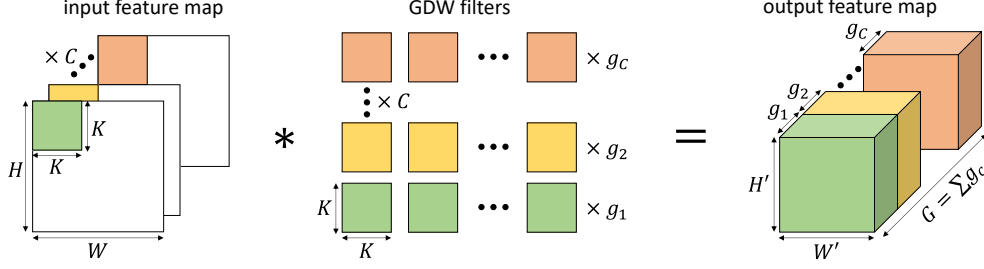 input feature map
× C
K
K
H
W
*
GDW filters
× g_C
× C
× g_2
K
× g_1
K
=
output feature map
g_C
g_2
g_1
H′
G = ∑g_c
W′